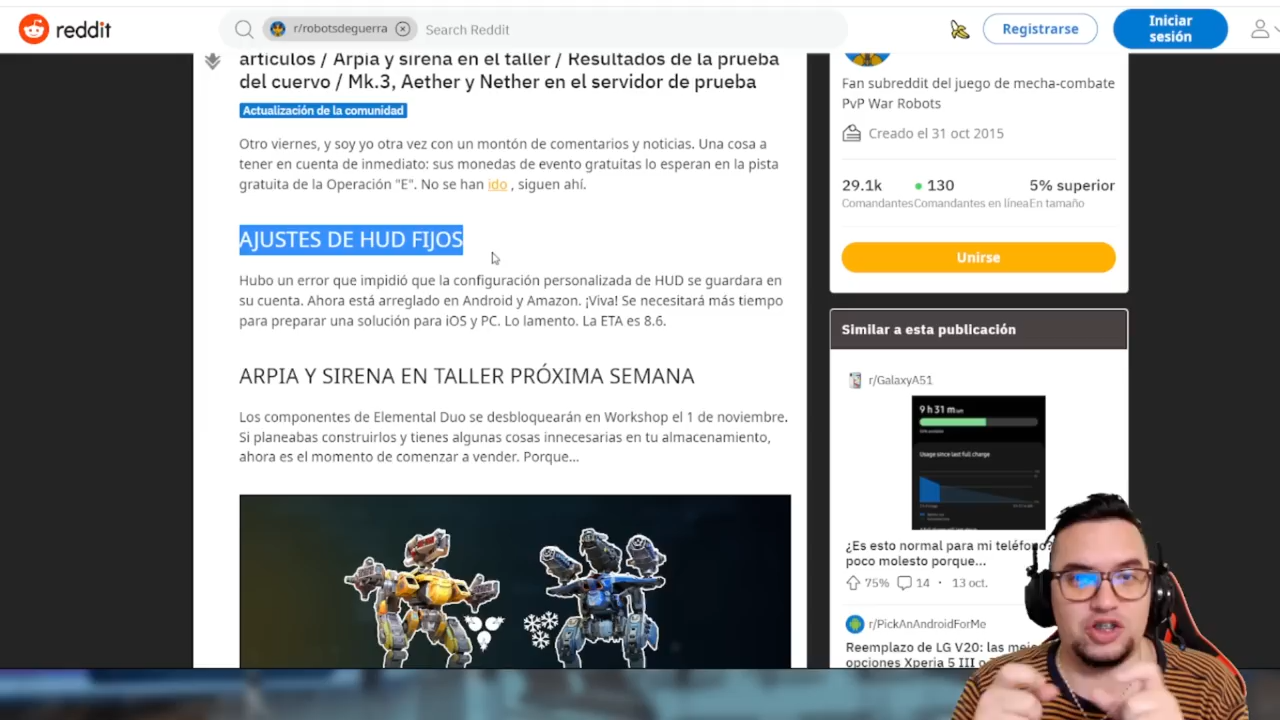 reddit
r/robotsdeguerra
Search Reddit
Registrarse
Iniciar
sesión
artículos / Arpía y sirena en el taller / Resultados de la prueba
del cuervo / Mk.3, Aether y Nether en el servidor de prueba
Actualización de la comunidad
Otro viernes, y soy yo otra vez con un montón de comentarios y noticias. Una cosa a
tener en cuenta de inmediato: sus monedas de evento gratuitas lo esperan en la pista
gratuita de la Operación "E". No se han ido , siguen ahí.
AJUSTES DE HUD FIJOS
Hubo un error que impidió que la configuración personalizada de HUD se guardara en
su cuenta. Ahora está arreglado en Android y Amazon. ¡Viva! Se necesitará más tiempo
para preparar una solución para iOS y PC. Lo lamento. La ETA es 8.6.
ARPIA Y SIRENA EN TALLER PRÓXIMA SEMANA
Los componentes de Elemental Duo se desbloquearán en Workshop el 1 de noviembre.
Si planeabas construirlos y tienes algunas cosas innecesarias en tu almacenamiento,
ahora es el momento de comenzar a vender. Porque...
Fan subreddit del juego de mecha-combate
PvP War Robots
Creado el 31 oct 2015
29.1k
130
5% superior
Comandantes
Comandantes en línea
En tamaño
Unirse
Similar a esta publicación
r/GalaxyA51
9 h 31 m
Usage since last full charge
¿Es esto normal para mi teléfono?
poco molesto porque...
75%
14
13 oct.
r/PickAnAndroidForMe
Reemplazo de LG V20: las
opciones Xperia 5 III o